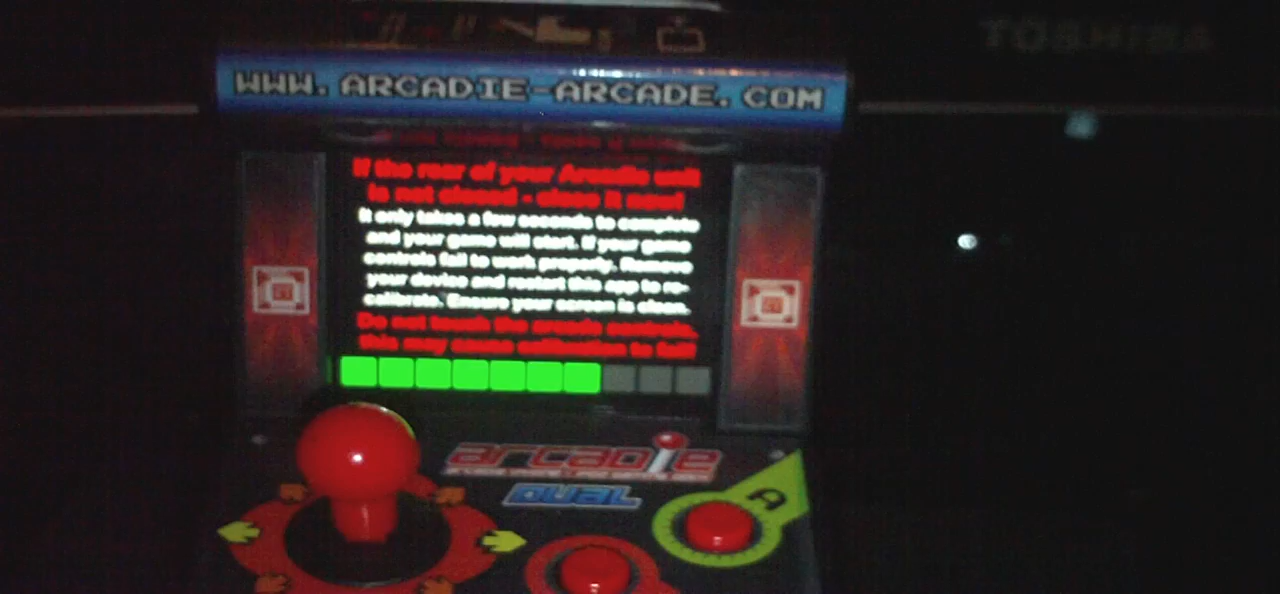 TOSHIBA
WWW.ARCADIE-ARCADE.COM
If the rear of your Arcadie unit
is not closed - close it now!
It only takes a few seconds to complete
and your game will start. If your game
controls fail to work properly. Remove
your device and restart this app to re-
calibrate. Ensure your screen is clean.
Do not touch the arcade controls,
this may cause calibration to fail!
arcadie
DUAL
A